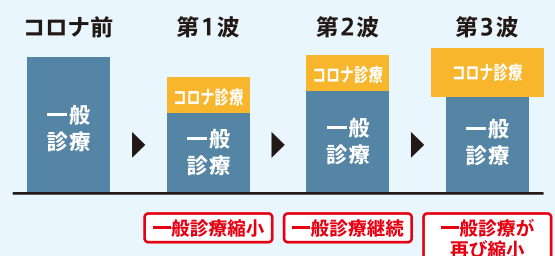 コロナ前
第1波
第2波
第3波
一般
診療
コロナ診療
一般
診療
コロナ診療
一般
診療
コロナ診療
一般
診療
一般診療縮小
一般診療継続
一般診療が
再び縮小